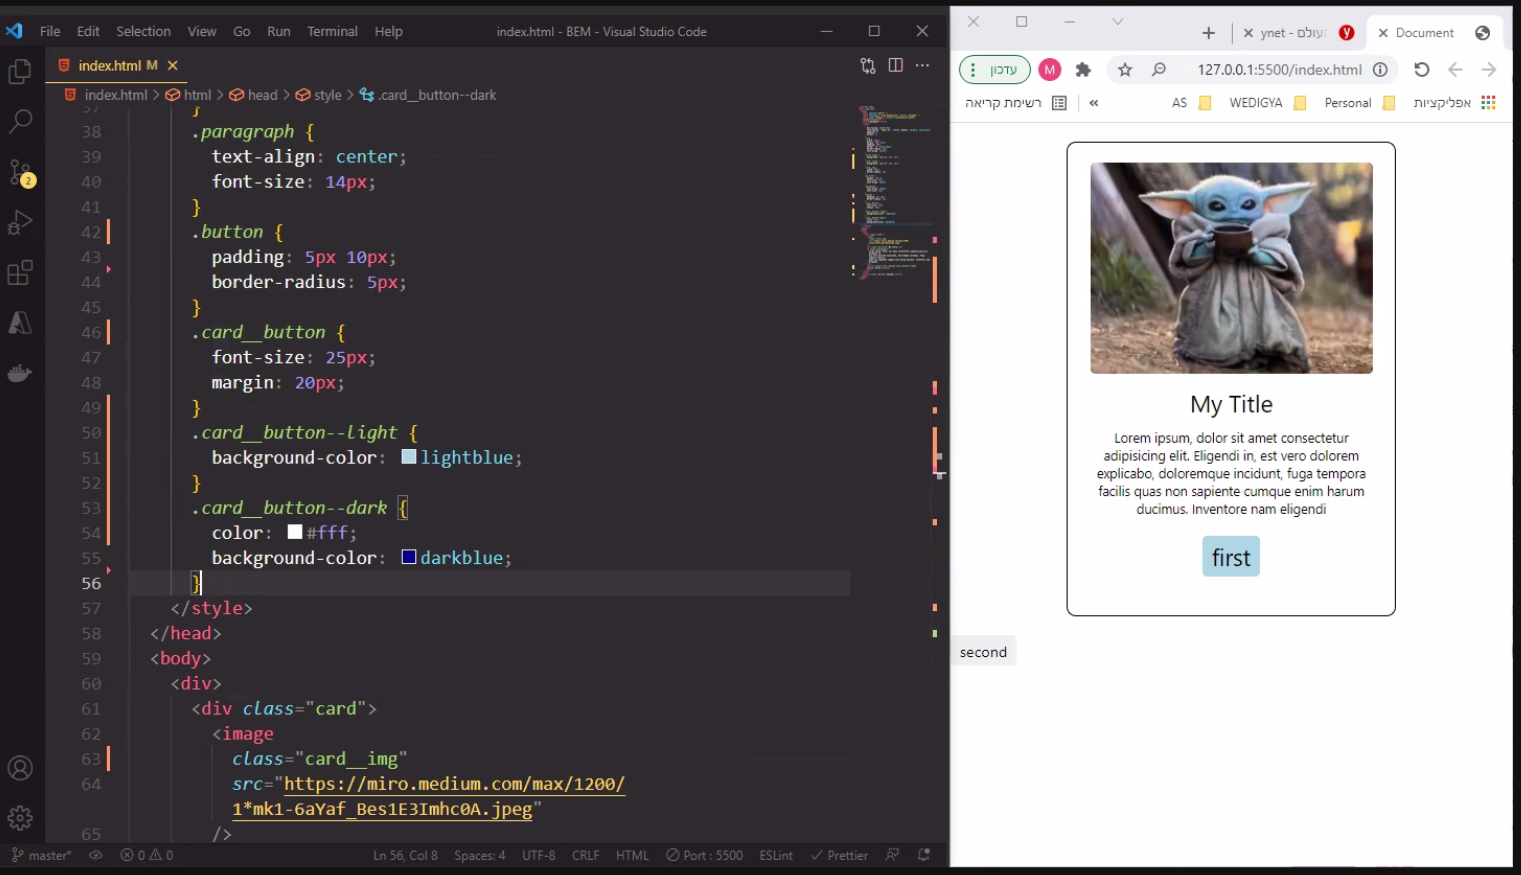 File Edit Selection View Go Run Terminal Help
index.html - BEM - Visual Studio Code
index.html M
index.html > html > head > style > .card__button--dark
37 }
38 .paragraph {
39 text-align: center;
40 font-size: 14px;
41 }
42 .button {
43 padding: 5px 10px;
44 border-radius: 5px;
45 }
46 .card__button {
47 font-size: 25px;
48 margin: 20px;
49 }
50 .card__button--light {
51 background-color: lightblue;
52 }
53 .card__button--dark {
54 color: #fff;
55 background-color: darkblue;
56 }
57 </style>
58 </head>
59 <body>
60 <div>
61 <div class="card">
62 <image
63 class="card__img"
64 src="https://miro.medium.com/max/1200/
1*mk1-6aYaf_Bes1E3Imhc0A.jpeg"
65 />
2
master* 0 0 Ln 56, Col 8 Spaces: 4 UTF-8 CRLF HTML Port : 5500 ESLint Prettier
ynet -
y
Document
עדכון
M
127.0.0.1:5500/index.html
רשימת קריאה
«
AS
WEDIGYA
Personal
אפליקציות
My Title
Lorem ipsum, dolor sit amet consectetur
adipisicing elit. Eligendi in, est vero dolorem
explicabo, doloremque incidunt, fuga tempora
facilis quas non sapiente cumque enim harum
ducimus. Inventore nam eligendi
first
second